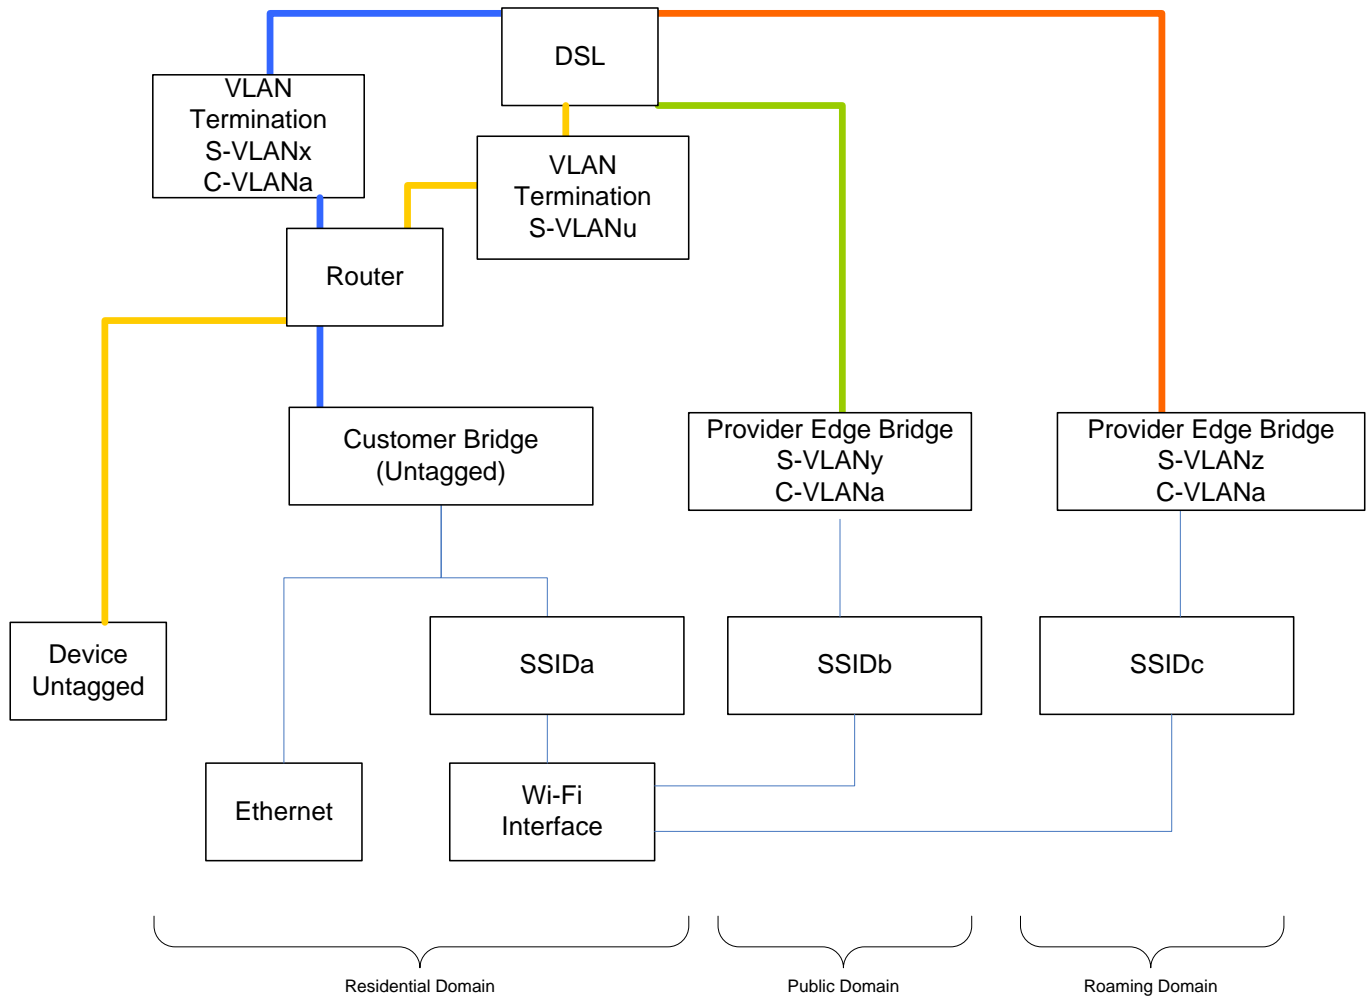 DSL
VLAN
Termination
S-VLANx
C-VLANa
VLAN
Termination
S-VLANu
Router
Customer Bridge
(Untagged)
Provider Edge Bridge
S-VLANy
C-VLANa
Provider Edge Bridge
S-VLANz
C-VLANa
Device
Untagged
SSIDa
SSIDb
SSIDc
Ethernet
Wi-Fi
Interface
Residential Domain
Public Domain
Roaming Domain